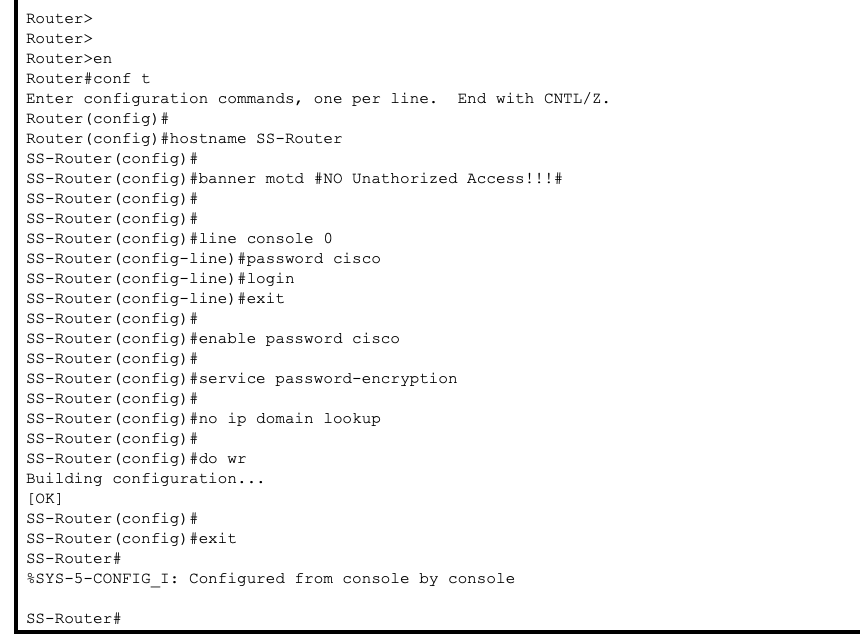 Router>
Router>
Router>en
Router#conf t
Enter configuration commands, one per line.  End with CNTL/Z.
Router(config)#
Router(config)#hostname SS-Router
SS-Router(config)#
SS-Router(config)#banner motd #NO Unathorized Access!!!#
SS-Router(config)#
SS-Router(config)#
SS-Router(config)#line console 0
SS-Router(config-line)#password cisco
SS-Router(config-line)#login
SS-Router(config-line)#exit
SS-Router(config)#
SS-Router(config)#enable password cisco
SS-Router(config)#
SS-Router(config)#service password-encryption
SS-Router(config)#
SS-Router(config)#no ip domain lookup
SS-Router(config)#
SS-Router(config)#do wr
Building configuration...
[OK]
SS-Router(config)#
SS-Router(config)#exit
SS-Router#
%SYS-5-CONFIG_I: Configured from console by console
SS-Router#